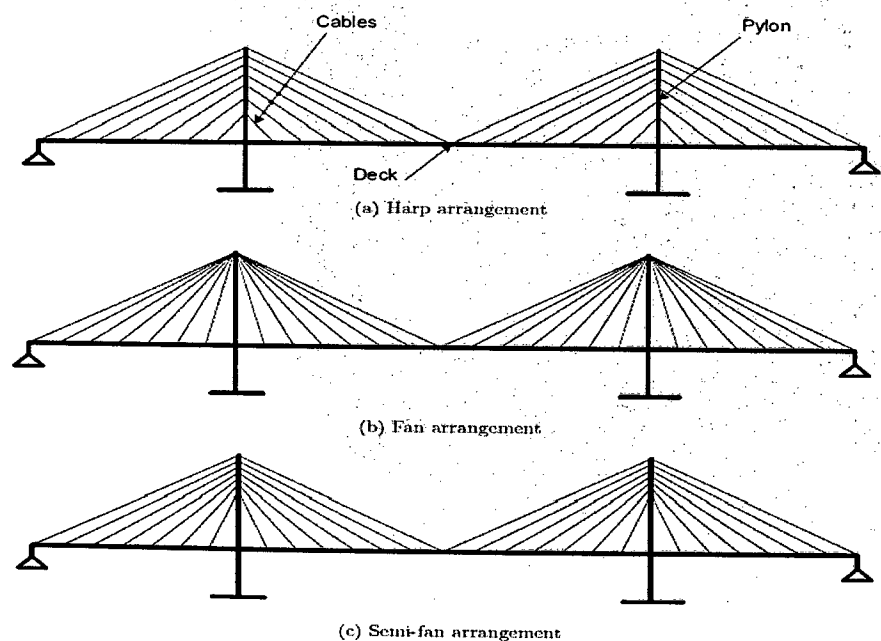 Cables
Pylon
Deck
(a) Harp arrangement
(b) Fan arrangement
(c) Semi-fan arrangement